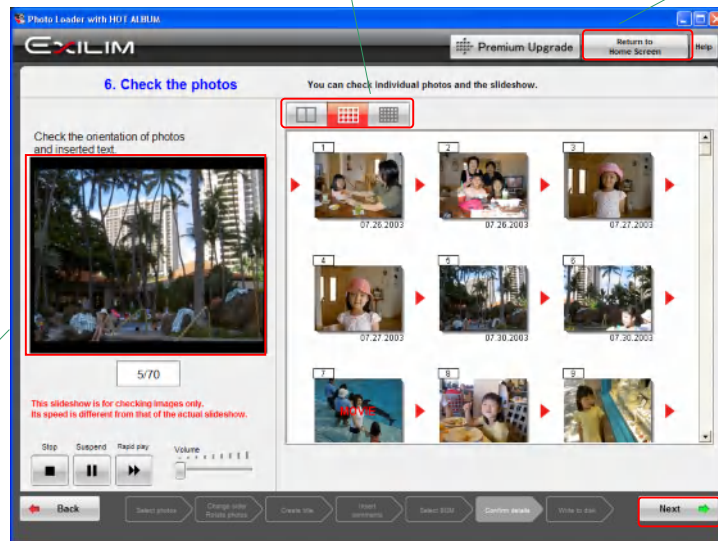 Photo Loader with HOT ALBUM
EXILIM
Premium Upgrade
Return to
Home Screen
Help
6. Check the photos
You can check individual photos and the slideshow.
Check the orientation of photos
and inserted text.
1
2
3
07.26.2003
07.26.2003
07.27.2003
4
5
6
07.27.2003
07.30.2003
07.30.2003
7
8
9
MOVIE
5/70
This slideshow is for checking images only.
Its speed is different from that of the actual slideshow.
Stop
Suspend
Rapid play
Volume
Back
Select photos
Change order
Rotate photos
Create title
Insert
comments
Select BGM
Confirm details
Write to disk
Next